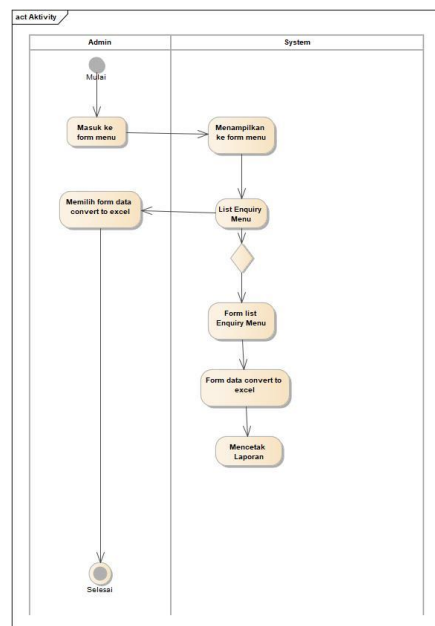 act Aktivity
Admin
System
Mulai
Masuk ke
form menu
Menampilkan
ke form menu
Memilih form data
convert to excel
List Enquiry
Menu
Form list
Enquiry Menu
Form data convert to
excel
Mencetak
Laporan
Selesai